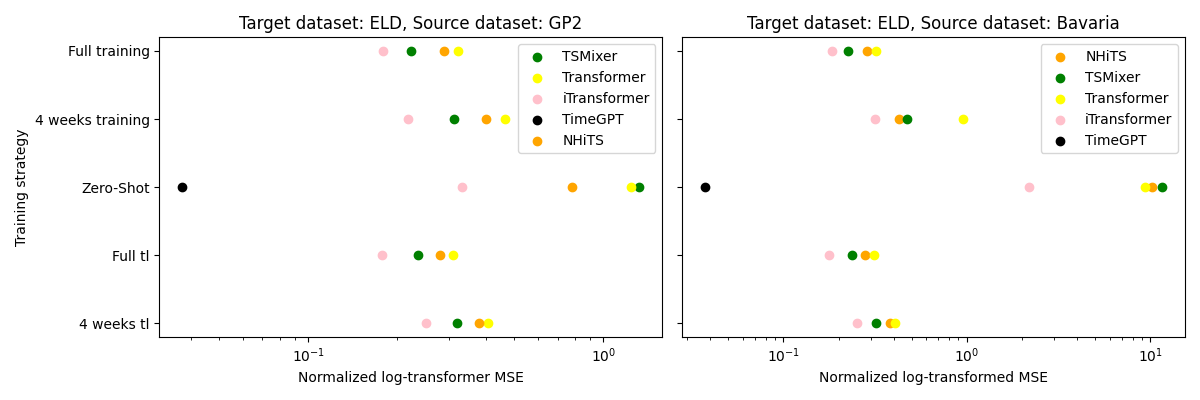 Target dataset: ELD, Source dataset: GP2
Target dataset: ELD, Source dataset: Bavaria
Training strategy
Full training
4 weeks training
Zero-Shot
Full tl
4 weeks tl
TSMixer
Transformer
iTransformer
TimeGPT
NHiTS
NHiTS
TSMixer
Transformer
iTransformer
TimeGPT
10⁻¹ 10⁰
10⁻¹ 10⁰ 10¹
Normalized log-transformer MSE
Normalized log-transformed MSE